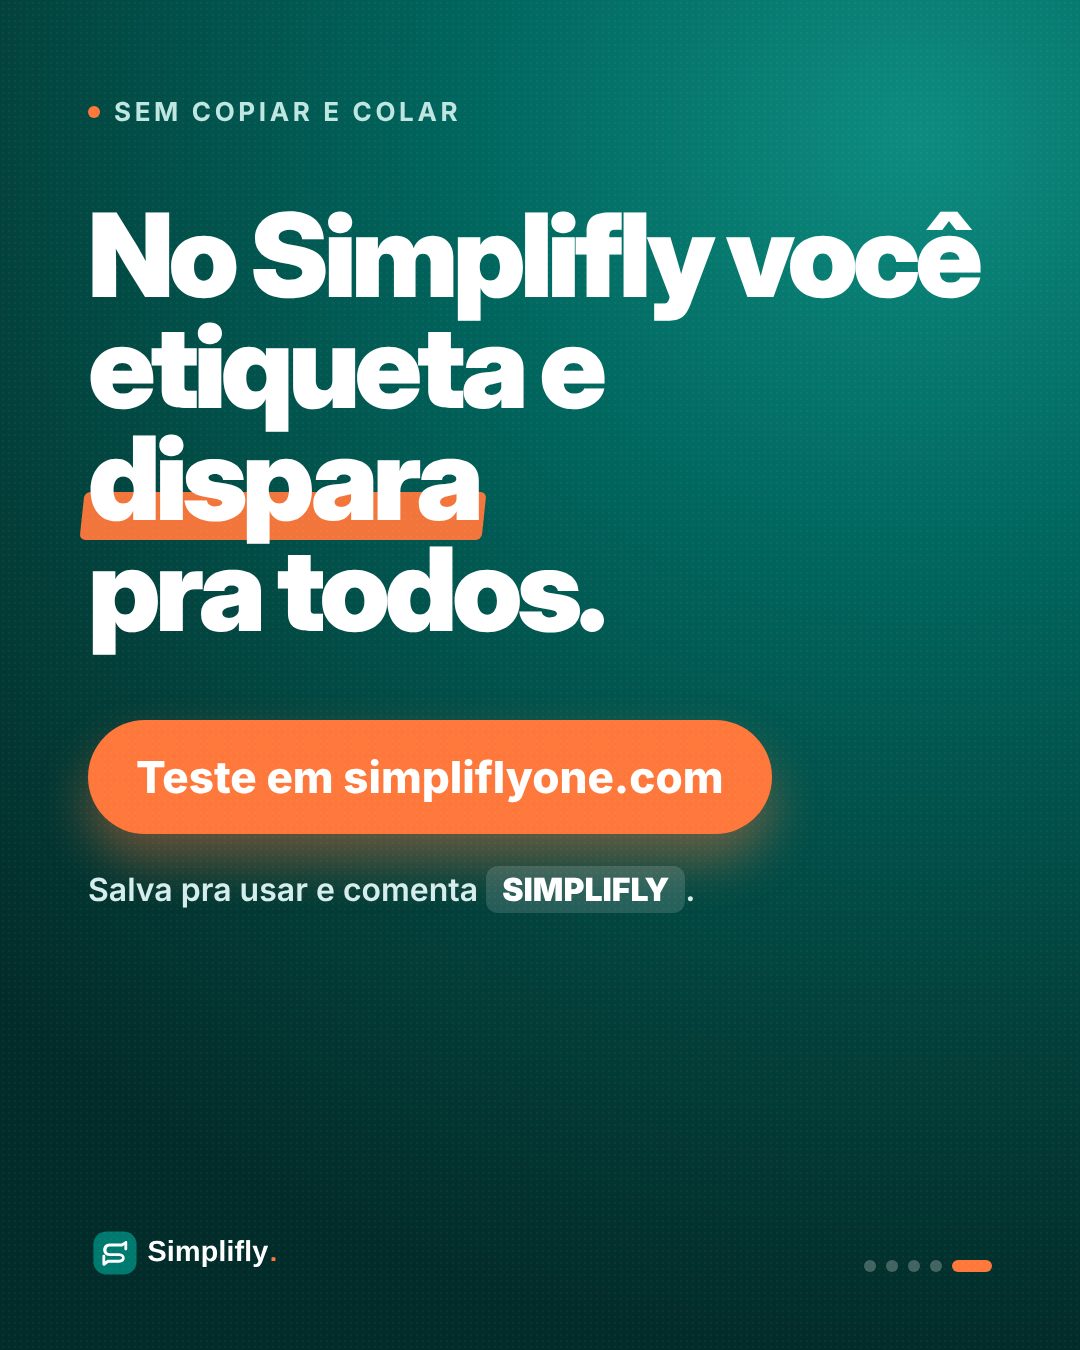 SEM COPIAR E COLAR
No Simplifly você
etiqueta e
dispara
pra todos.
Teste em simpliflyone.com
Salva pra usar e comenta SIMPLIFLY.
Simplifly.